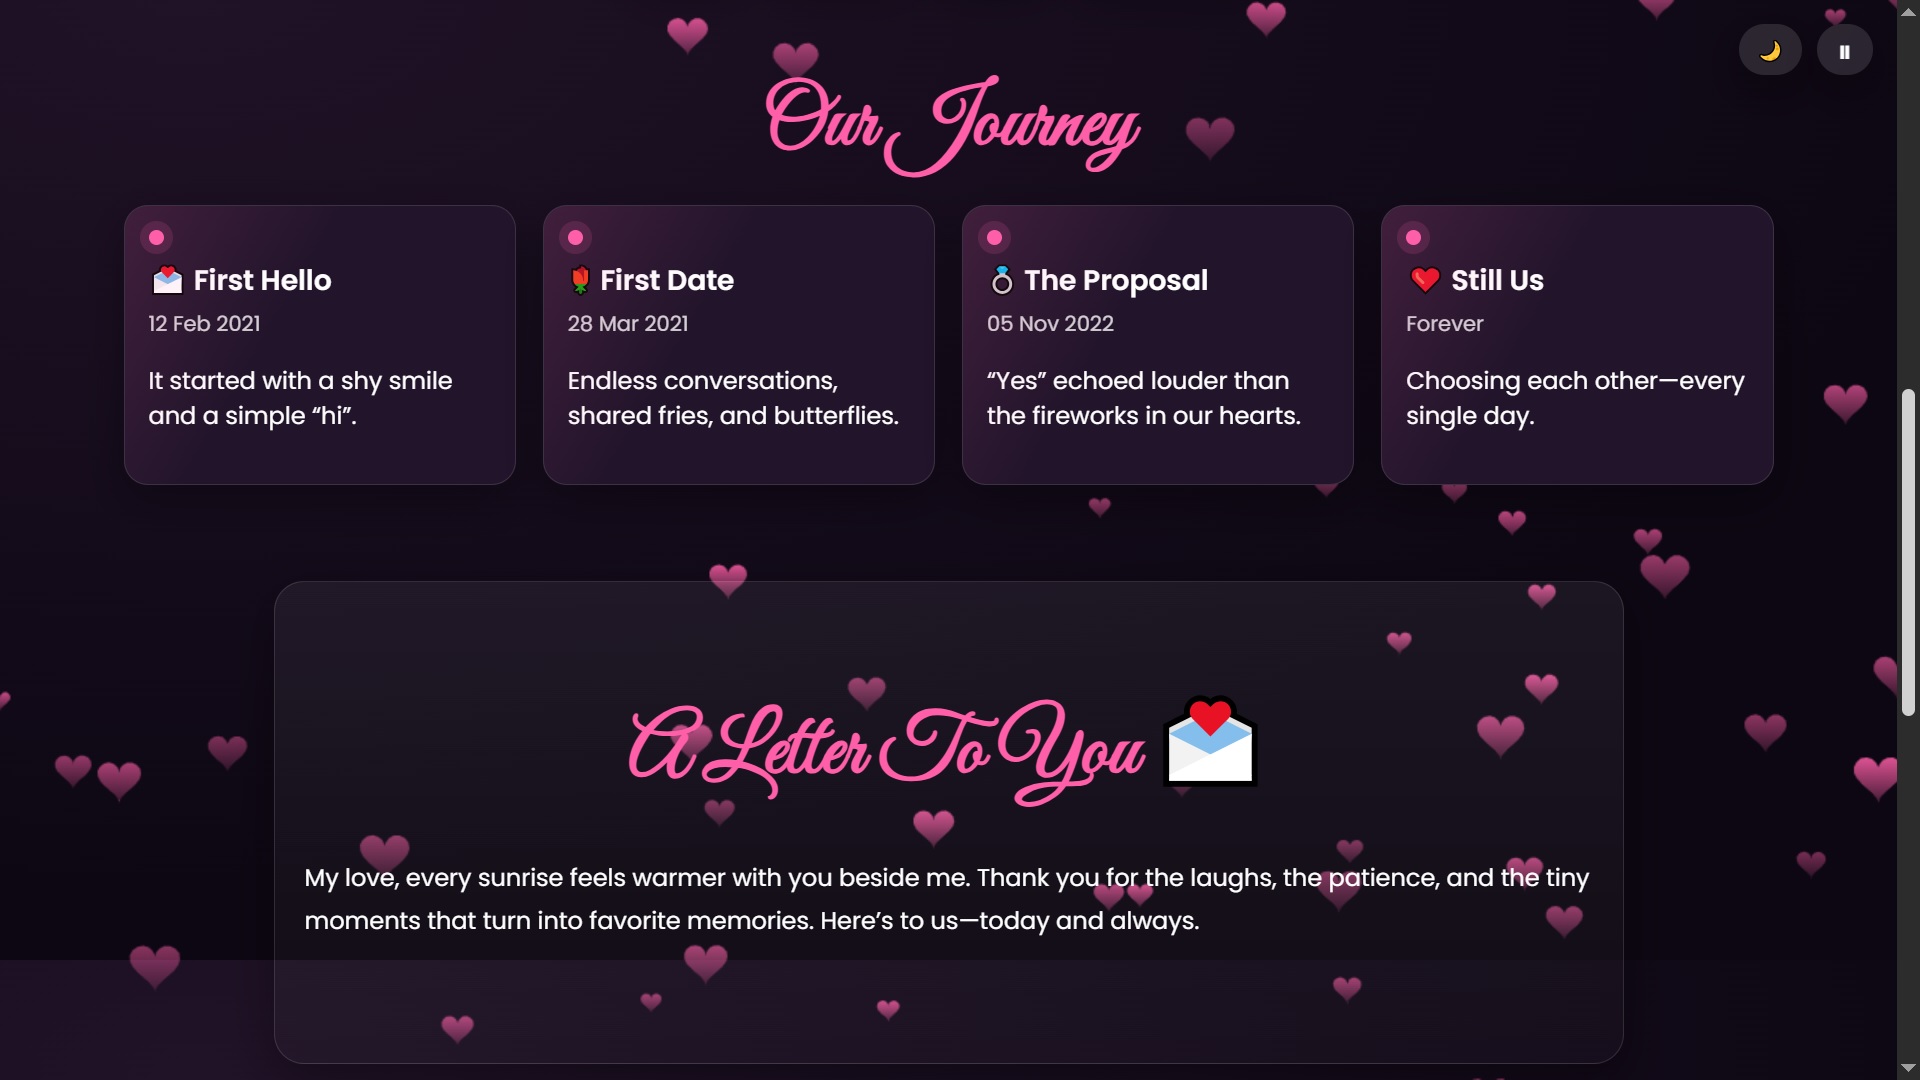 Our Journey
First Hello
12 Feb 2021
It started with a shy smile
and a simple “hi”.
First Date
28 Mar 2021
Endless conversations,
shared fries, and butterflies.
The Proposal
05 Nov 2022
“Yes” echoed louder than
the fireworks in our hearts.
Still Us
Forever
Choosing each other—every
single day.
A Letter To You
My love, every sunrise feels warmer with you beside me. Thank you for the laughs, the patience, and the tiny
moments that turn into favorite memories. Here’s to us—today and always.